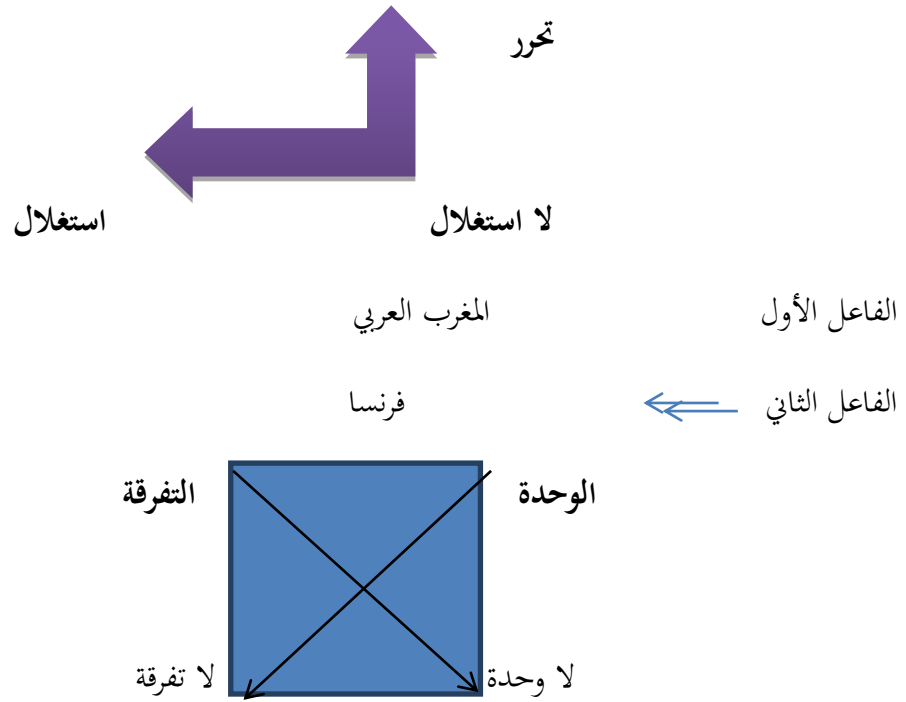 تحرر
لا استغلال استغلال
الفاعل الأول المغرب العربي
الفاعل الثاني فرنسا
الوحدة التفرقة
لا وحدة لا تفرقة